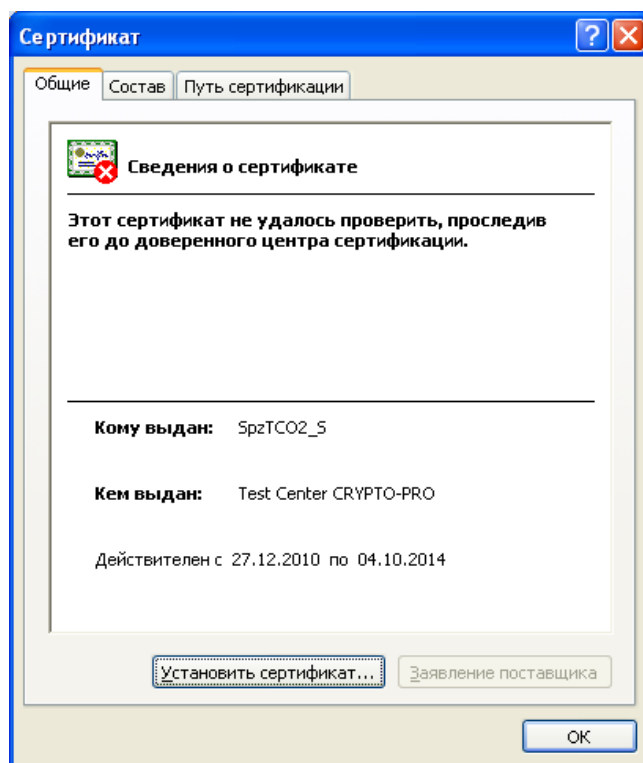 Сертификат
Общие Состав Путь сертификации
Сведения о сертификате
Этот сертификат не удалось проверить, проследив
его до доверенного центра сертификации.
Кому выдан: SpzTCO2_S
Кем выдан: Test Center CRYPTO-PRO
Действителен с 27.12.2010 по 04.10.2014
Установить сертификат... Заявление поставщика
ОК